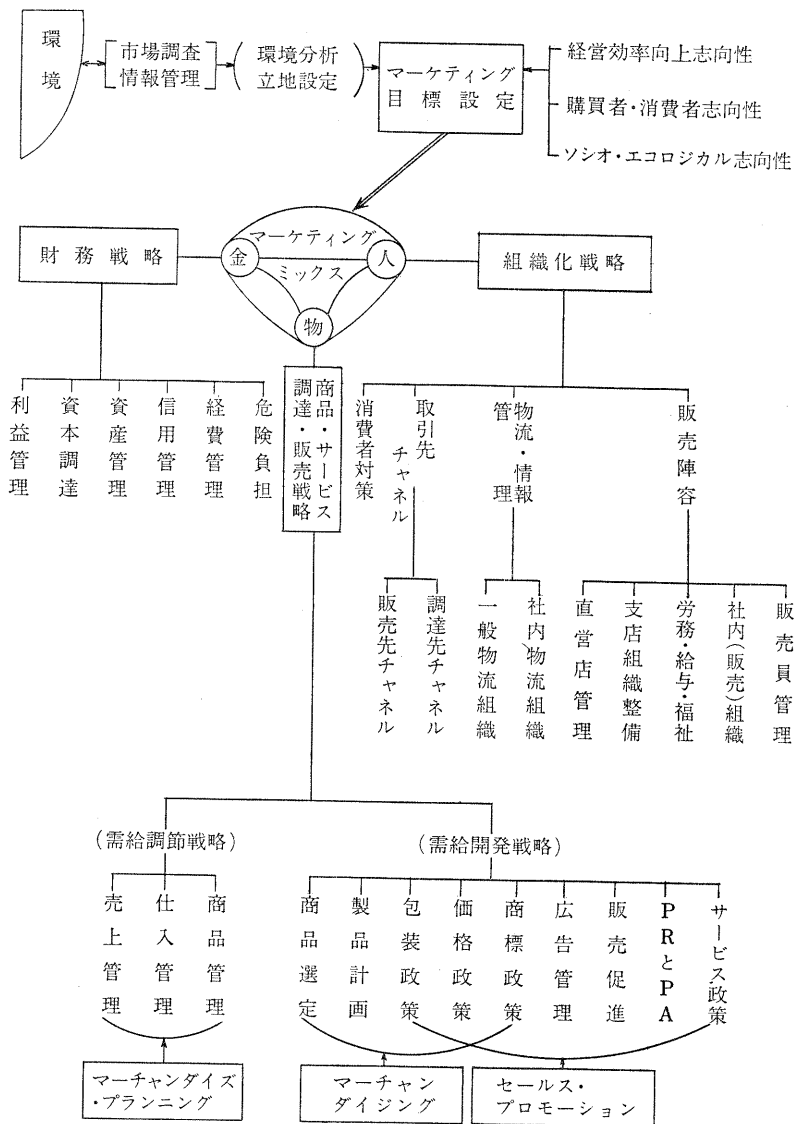 環境
市場調査
情報管理
環境分析
立地設定
マーケティング
目標設定
経営効率向上志向性
購買者・消費者志向性
ソシオ・エコロジカル志向性
財務戦略
金
マーケティング
ミックス
人
物
組織化戦略
利益管理
資本調達
資産管理
信用管理
経費管理
危険負担
商品・サービス
調達・販売戦略
消費者対策
取引先
チャネル
物流・情報
管理
販売陣容
販売先チャネル
調達先チャネル
一般物流組織
社内物流組織
直営店管理
支店組織整備
労務・給与・福祉
社内(販売)組織
販売員管理
(需給調節戦略)
(需給開発戦略)
売上管理
仕入管理
商品管理
商品選定
製品計画
包装政策
価格政策
商標政策
広告管理
販売促進
PRとPA
サービス政策
マーチャンダイズ
・プランニング
マーチャン
ダイジング
セールス・
プロモーション